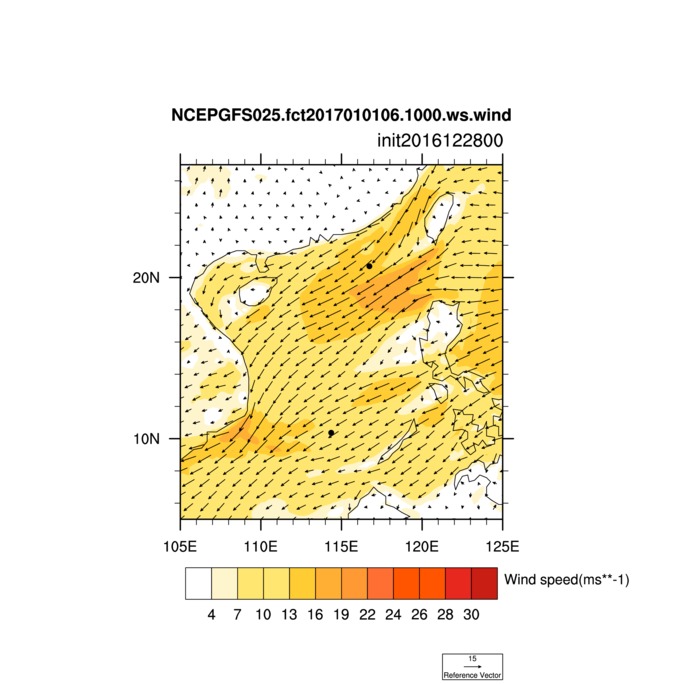 NCEPGFS025.fct2017010106.1000.ws.wind
init2016122800
20N
10N
105E 110E 115E 120E 125E
Wind speed(ms**-1)
4 7 10 13 16 19 22 24 26 28 30
15
Reference Vector